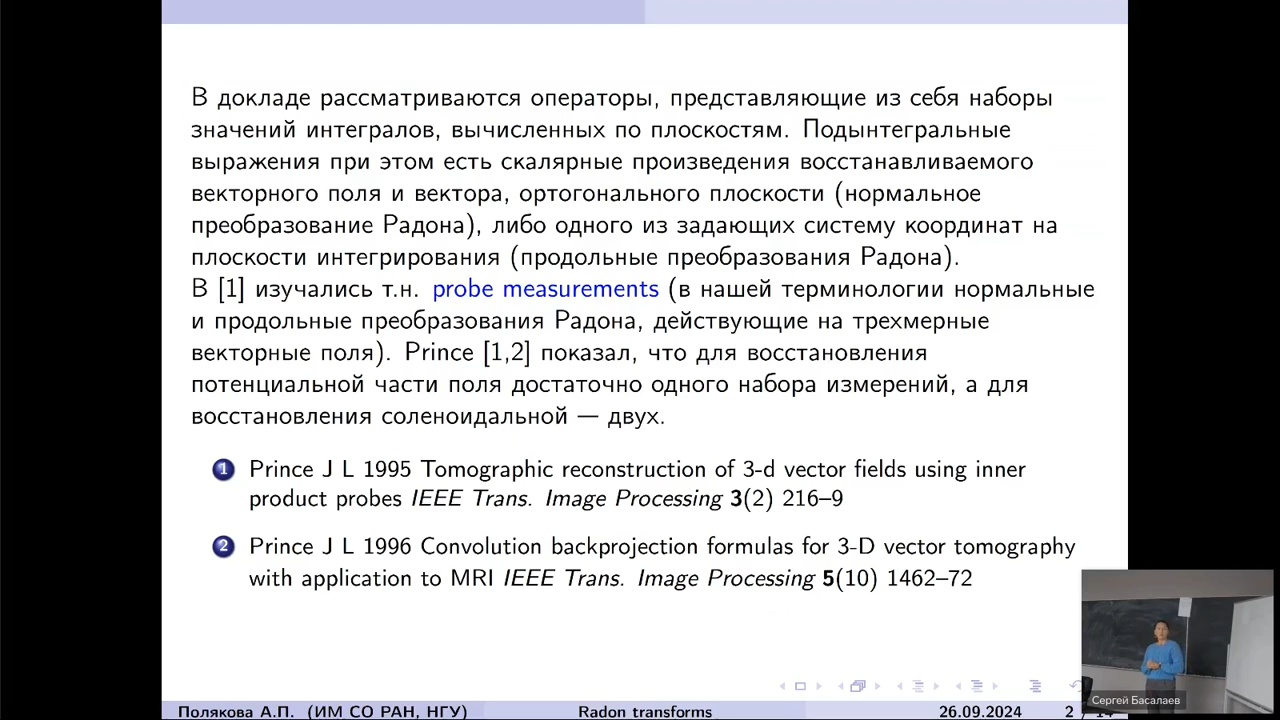 В докладе рассматриваются операторы, представляющие из себя наборы
значений интегралов, вычисленных по плоскостям. Подынтегральные
выражения при этом есть скалярные произведения восстанавливаемого
векторного поля и вектора, ортогонального плоскости (нормальное
преобразование Радона), либо одного из задающих систему координат на
плоскости интегрирования (продольные преобразования Радона).
В [1] изучались т.н. probe measurements (в нашей терминологии нормальные
и продольные преобразования Радона, действующие на трехмерные
векторные поля). Prince [1,2] показал, что для восстановления
потенциальной части поля достаточно одного набора измерений, а для
восстановления соленоидальной — двух.
1 Prince J L 1995 Tomographic reconstruction of 3-d vector fields using inner
product probes IEEE Trans. Image Processing 3(2) 216–9
2 Prince J L 1996 Convolution backprojection formulas for 3-D vector tomography
with application to MRI IEEE Trans. Image Processing 5(10) 1462–72
Полякова А.П. (ИМ СО РАН, НГУ) Radon transforms 26.09.2024 2 /
Сергей Басалаев